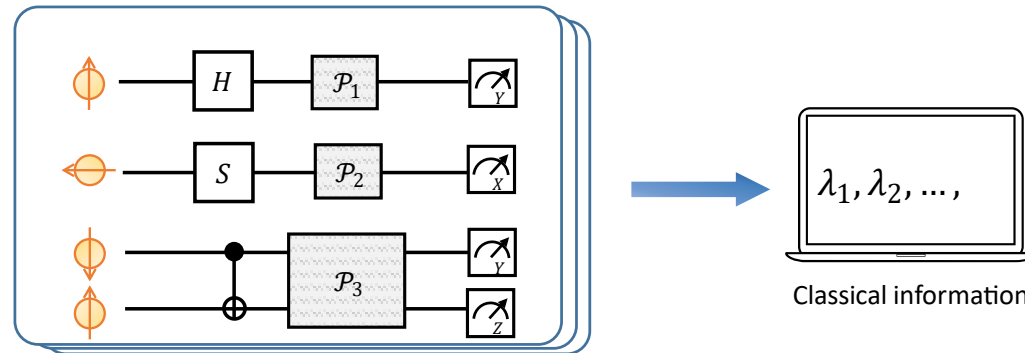 H
𝒫₁
Y
S
𝒫₂
X
λ₁, λ₂, … ,
Y
𝒫₃
Z
Classical information